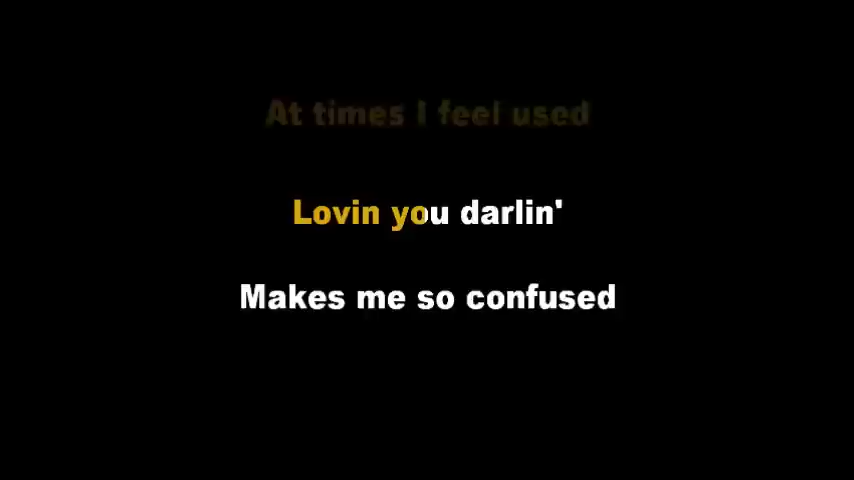 At times I feel used
Lovin you darlin'
Makes me so confused